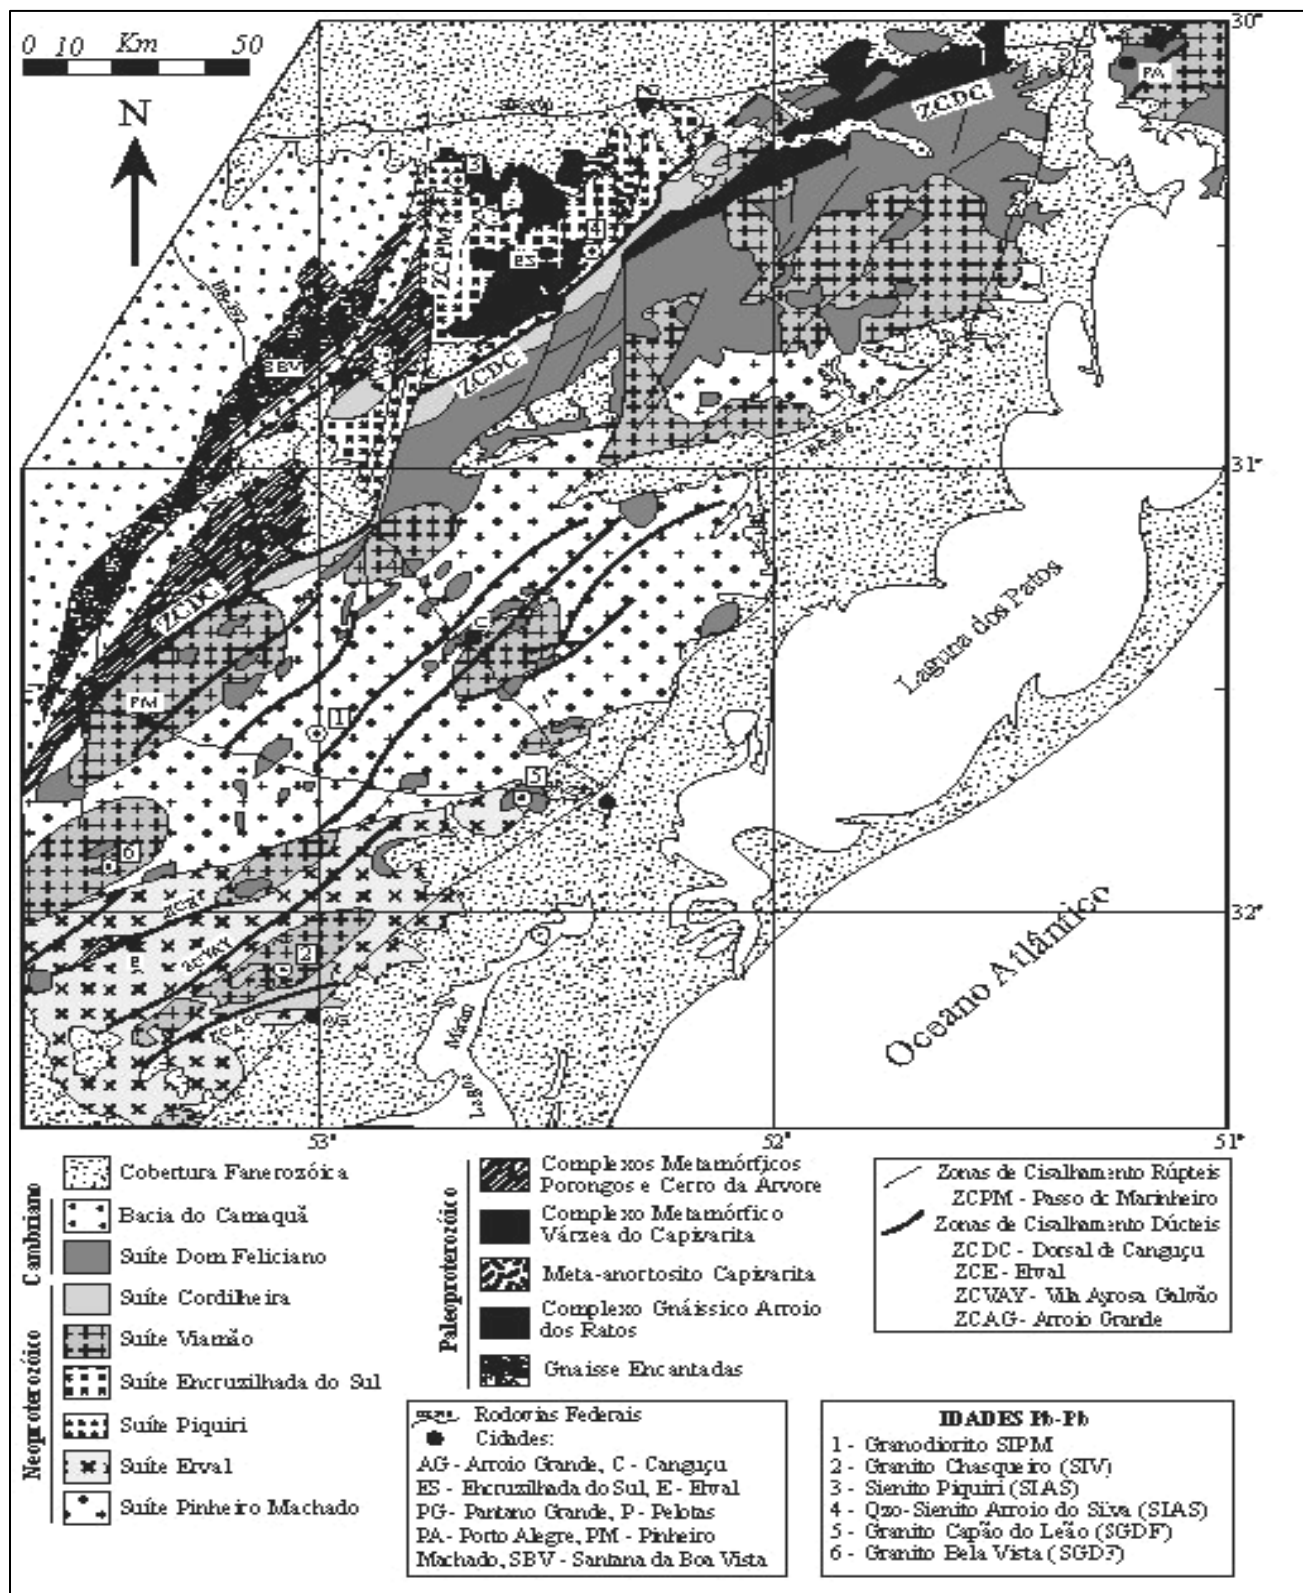 0 10 Km 50
30°
N
PA
ZCDC
3
ZCPM
4
ES
SBV
ZCDC
31°
ZCDC
C
Laguna dos Patos
PM
1
5
6
32°
ZCVAY
E
2
ZCAG
AG
Mirim
Lagoa
Oceano Atlántico
53°
52°
51°
Cambriano
Neoproterozóico
Cobertura Fanerozóica
Bacia do Camaquã
Suíte Dom Feliciano
Suíte Cordilheira
Suíte Viamão
Suíte Encruzilhada do Sul
Suíte Piquiri
Suíte Erval
Suíte Pinheiro Machado
Paleoproterozóico
Complexos Metamórficos
Porongos e Cerro da Árvore
Complexo Metamórfico
Várzea do Capivarita
Meta-anortosito Capivarita
Complexo Gnáissico Arroio
dos Ratos
Gnaisse Encantadas
Zonas de Cisalhamento Rúpteis
ZCPM - Passo do Marinheiro
Zonas de Cisalhamento Dúcteis
ZCDC - Dorsal de Canguçu
ZCE - Erval
ZCVAY - Vila Ayrosa Galvão
ZCAG - Arroio Grande
Rodovias Federais
Cidades:
AG - Arroio Grande, C - Canguçu
ES - Encruzilhada do Sul, E - Erval
PG - Pantano Grande, P - Pelotas
PA - Porto Alegre, PM - Pinheiro
Machado, SBV - Santana da Boa Vista
IDADES Pb-Pb
1 - Granodiorito SIPM
2 - Granito Chasqueiro (SIV)
3 - Sienito Piquiri (SIAS)
4 - Qzo-Sienito Arroio do Silva (SIAS)
5 - Granito Capão do Leão (SGDF)
6 - Granito Bela Vista (SGDF)